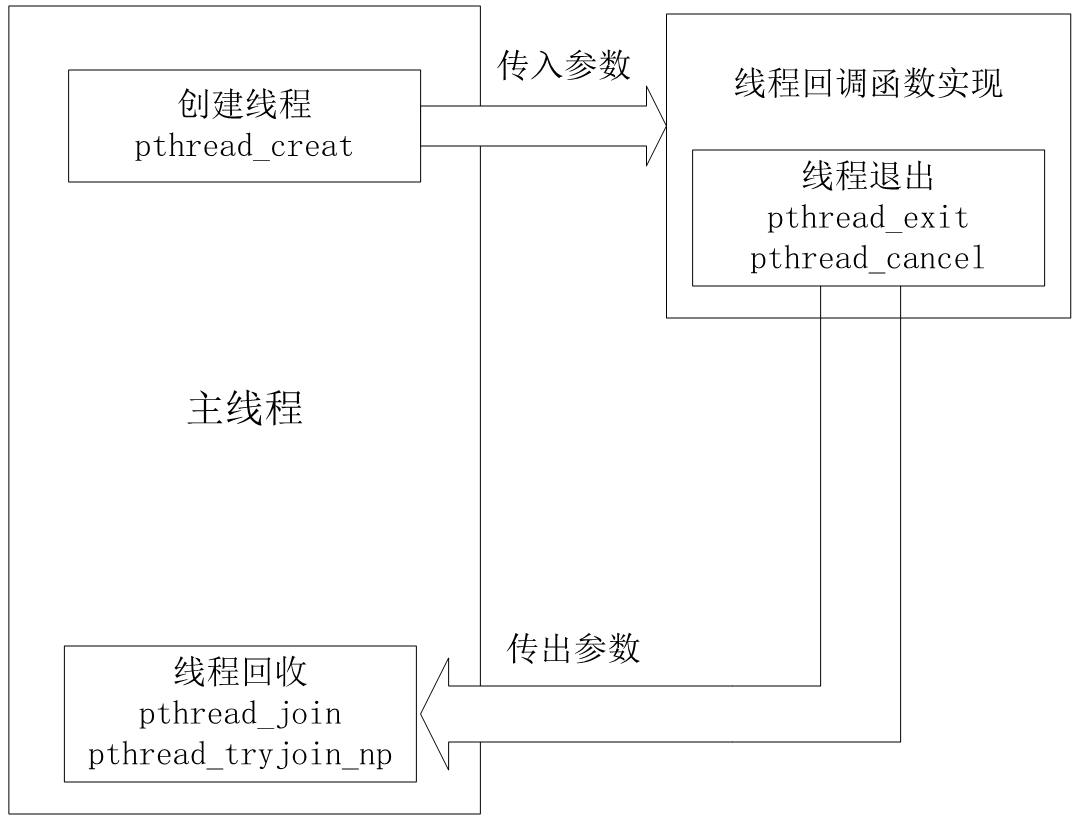 传入参数
创建线程
pthread_creat
线程回调函数实现
线程退出
pthread_exit
pthread_cancel
主线程
传出参数
线程回收
pthread_join
pthread_tryjoin_np